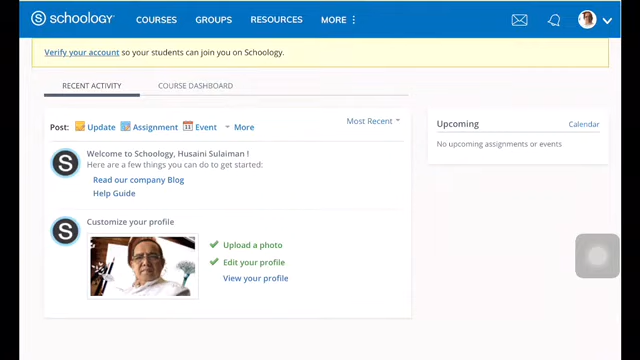 S schoology COURSES GROUPS RESOURCES MORE
Verify your account so your students can join you on Schoology.
RECENT ACTIVITY COURSE DASHBOARD
Post: Update Assignment Event More
Most Recent
S
Welcome to Schoology, Husaini Sulaiman !
Here are a few things you can do to get started:
Read our company Blog
Help Guide
S
Customize your profile
Upload a photo
Edit your profile
View your profile
Upcoming Calendar
No upcoming assignments or events